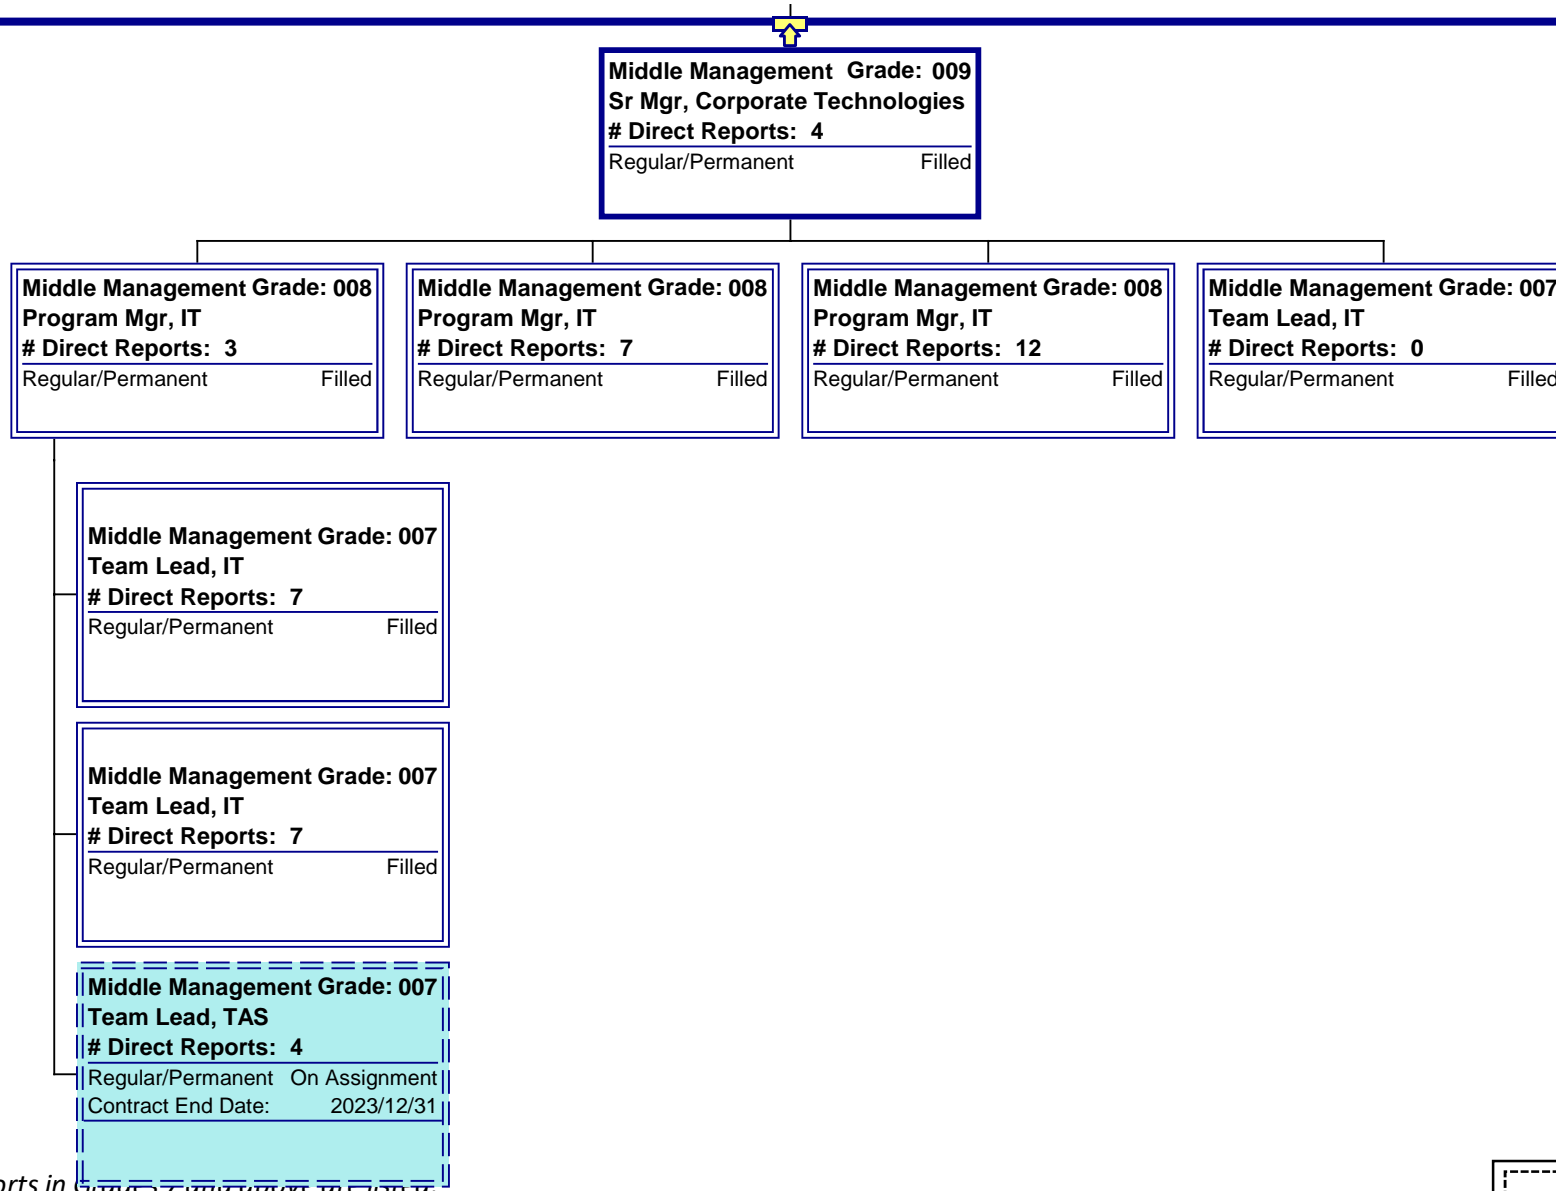 Middle Management Grade: 009
Sr Mgr, Corporate Technologies
# Direct Reports: 4
Regular/Permanent Filled
Middle Management Grade: 008
Program Mgr, IT
# Direct Reports: 3
Regular/Permanent Filled
Middle Management Grade: 008
Program Mgr, IT
# Direct Reports: 7
Regular/Permanent Filled
Middle Management Grade: 008
Program Mgr, IT
# Direct Reports: 12
Regular/Permanent Filled
Middle Management Grade: 007
Team Lead, IT
# Direct Reports: 0
Regular/Permanent Filled
Middle Management Grade: 007
Team Lead, IT
# Direct Reports: 7
Regular/Permanent Filled
Middle Management Grade: 007
Team Lead, IT
# Direct Reports: 7
Regular/Permanent Filled
Middle Management Grade: 007
Team Lead, TAS
# Direct Reports: 4
Regular/Permanent On Assignment
Contract End Date: 2023/12/31
orts in